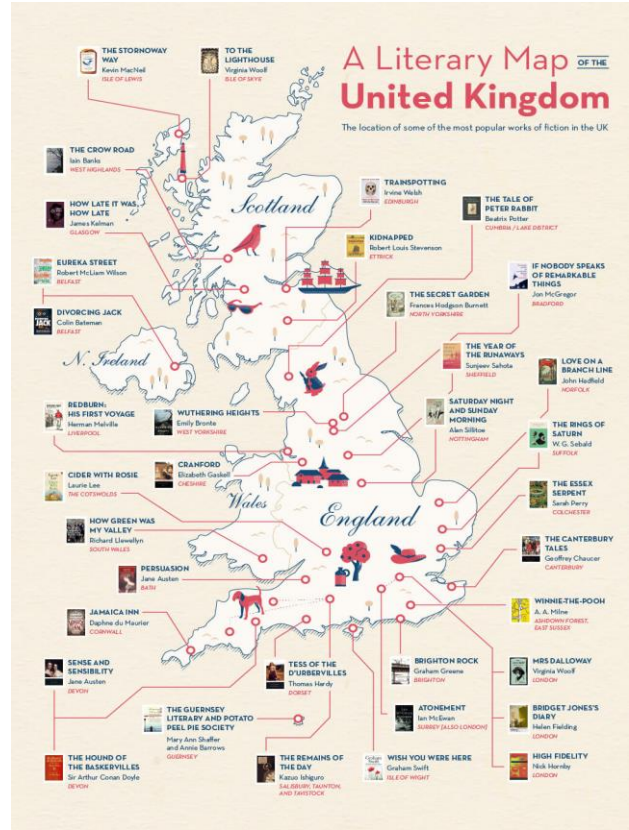 A Literary Map OF THE
United Kingdom
The location of some of the most popular works of fiction in the UK
THE STORNOWAY
WAY
Kevin MacNeil
ISLE OF LEWIS
TO THE
LIGHTHOUSE
Virginia Woolf
ISLE OF SKYE
THE CROW ROAD
Iain Banks
WEST HIGHLANDS
TRAINSPOTTING
Irvine Welsh
EDINBURGH
THE TALE OF
PETER RABBIT
Beatrix Potter
CUMBRIA / LAKE DISTRICT
HOW LATE IT WAS,
HOW LATE
James Kelman
GLASGOW
Scotland
KIDNAPPED
Robert Louis Stevenson
ETTRICK
EUREKA STREET
Robert McLiam Wilson
BELFAST
IF NOBODY SPEAKS
OF REMARKABLE
THINGS
Jon McGregor
BRADFORD
THE SECRET GARDEN
Frances Hodgson Burnett
NORTH YORKSHIRE
DIVORCING JACK
Colin Bateman
BELFAST
N. Ireland
THE YEAR OF
THE RUNAWAYS
Sunjeev Sahota
SHEFFIELD
LOVE ON A
BRANCH LINE
John Hadfield
NORFOLK
REDBURN:
HIS FIRST VOYAGE
Herman Melville
LIVERPOOL
WUTHERING HEIGHTS
Emily Bronte
WEST YORKSHIRE
SATURDAY NIGHT
AND SUNDAY
MORNING
Alan Sillitoe
NOTTINGHAM
THE RINGS OF
SATURN
W. G. Sebald
SUFFOLK
CRANFORD
Elizabeth Gaskell
CHESHIRE
CIDER WITH ROSIE
Laurie Lee
THE COTSWOLDS
Wales
England
THE ESSEX
SERPENT
Sarah Perry
COLCHESTER
HOW GREEN WAS
MY VALLEY
Richard Llewellyn
SOUTH WALES
THE CANTERBURY
TALES
Geoffrey Chaucer
CANTERBURY
PERSUASION
Jane Austen
BATH
WINNIE-THE-POOH
A. A. Milne
ASHDOWN FOREST,
EAST SUSSEX
JAMAICA INN
Daphne du Maurier
CORNWALL
SENSE AND
SENSIBILITY
Jane Austen
DEVON
TESS OF THE
D'URBERVILLES
Thomas Hardy
DORSET
BRIGHTON ROCK
Graham Greene
BRIGHTON
MRS DALLOWAY
Virginia Woolf
LONDON
THE GUERNSEY
LITERARY AND POTATO
PEEL PIE SOCIETY
Mary Ann Shaffer
and Annie Barrows
GUERNSEY
ATONEMENT
Ian McEwan
SURREY [ALSO LONDON]
BRIDGET JONES'S
DIARY
Helen Fielding
LONDON
THE HOUND OF
THE BASKERVILLES
Sir Arthur Conan Doyle
DEVON
THE REMAINS OF
THE DAY
Kazuo Ishiguro
SALISBURY, TAUNTON,
AND TAVISTOCK
WISH YOU WERE HERE
Graham Swift
ISLE OF WIGHT
HIGH FIDELITY
Nick Hornby
LONDON